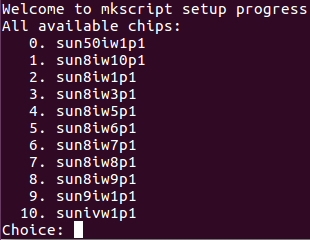 Welcome to mkscript setup progress
All available chips:
0. sun50iw1p1
1. sun8iw10p1
2. sun8iw1p1
3. sun8iw3p1
4. sun8iw5p1
5. sun8iw6p1
6. sun8iw7p1
7. sun8iw8p1
8. sun8iw9p1
9. sun9iw1p1
10. sunivw1p1
Choice: